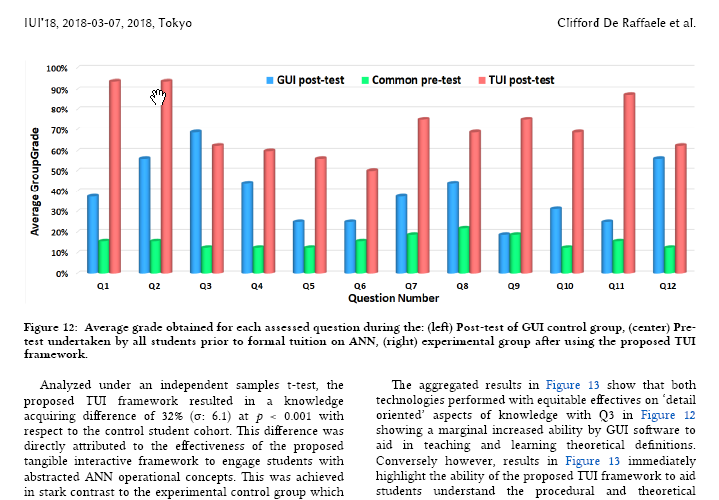 IUI'18, 2018-03-07, 2018, Tokyo
Clifford De Raffaele et al.
100%
90%
80%
70%
60%
50%
40%
30%
20%
10%
0%
Average GroupGrade
GUI post-test
Common pre-test
TUI post-test
Q1 Q2 Q3 Q4 Q5 Q6 Q7 Q8 Q9 Q10 Q11 Q12
Question Number
Figure 12: Average grade obtained for each assessed question during the: (left) Post-test of GUI control group, (center) Pre-
test undertaken by all students prior to formal tuition on ANN, (right) experimental group after using the proposed TUI
framework.
Analyzed under an independent samples t-test, the
proposed TUI framework resulted in a knowledge
acquiring difference of 32% (σ: 6.1) at p < 0.001 with
respect to the control student cohort. This difference was
directly attributed to the effectiveness of the proposed
tangible interactive framework to engage students with
abstracted ANN operational concepts. This was achieved
in stark contrast to the experimental control group which
The aggregated results in Figure 13 show that both
technologies performed with equitable effectives on 'detail
oriented' aspects of knowledge with Q3 in Figure 12
showing a marginal increased ability by GUI software to
aid in teaching and learning theoretical definitions.
Conversely however, results in Figure 13 immediately
highlight the ability of the proposed TUI framework to aid
students understand the procedural and theoretical